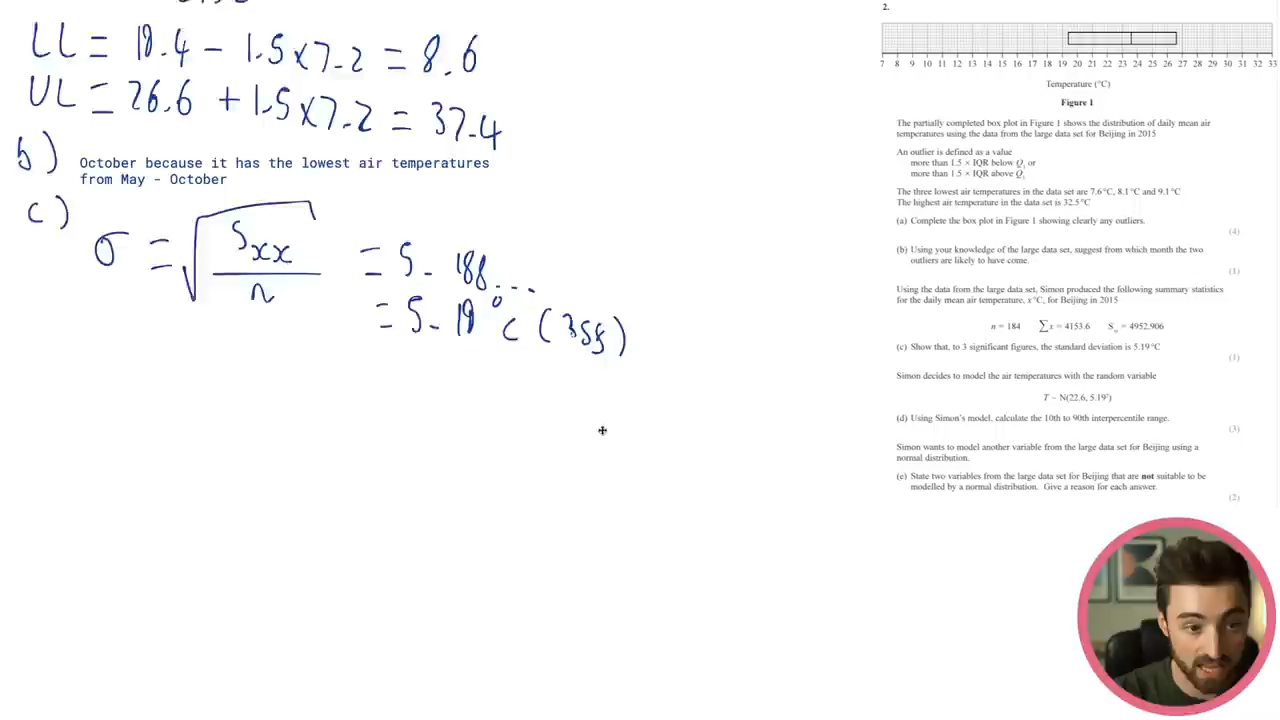 LL = 19.4 - 1.5×7.2 = 8.6
UL = 26.6 + 1.5×7.2 = 37.4
b)
October because it has the lowest air temperatures
from May - October
c)
σ = √ Sxx / n = 5.188...
= 5.19°C (3sf)
2.
7 8 9 10 11 12 13 14 15 16 17 18 19 20 21 22 23 24 25 26 27 28 29 30 31 32 33
Temperature (°C)
Figure 1
The partially completed box plot in Figure 1 shows the distribution of daily mean air
temperatures using the data from the large data set for Beijing in 2015
An outlier is defined as a value
more than 1.5 × IQR below Q1 or
more than 1.5 × IQR above Q3
The three lowest air temperatures in the data set are 7.6 °C, 8.1 °C and 9.1 °C
The highest air temperature in the data set is 32.5 °C
(a) Complete the box plot in Figure 1 showing clearly any outliers.
(4)
(b) Using your knowledge of the large data set, suggest from which month the two
outliers are likely to have come.
(1)
Using the data from the large data set, Simon produced the following summary statistics
for the daily mean air temperature, x °C, for Beijing in 2015
n = 184 ∑x = 4153.6 Sxx = 4952.906
(c) Show that, to 3 significant figures, the standard deviation is 5.19 °C
(1)
Simon decides to model the air temperatures with the random variable
T ~ N(22.6, 5.19²)
(d) Using Simon's model, calculate the 10th to 90th interpercentile range.
(3)
Simon wants to model another variable from the large data set for Beijing using a
normal distribution.
(e) State two variables from the large data set for Beijing that are not suitable to be
modelled by a normal distribution. Give a reason for each answer.
(2)